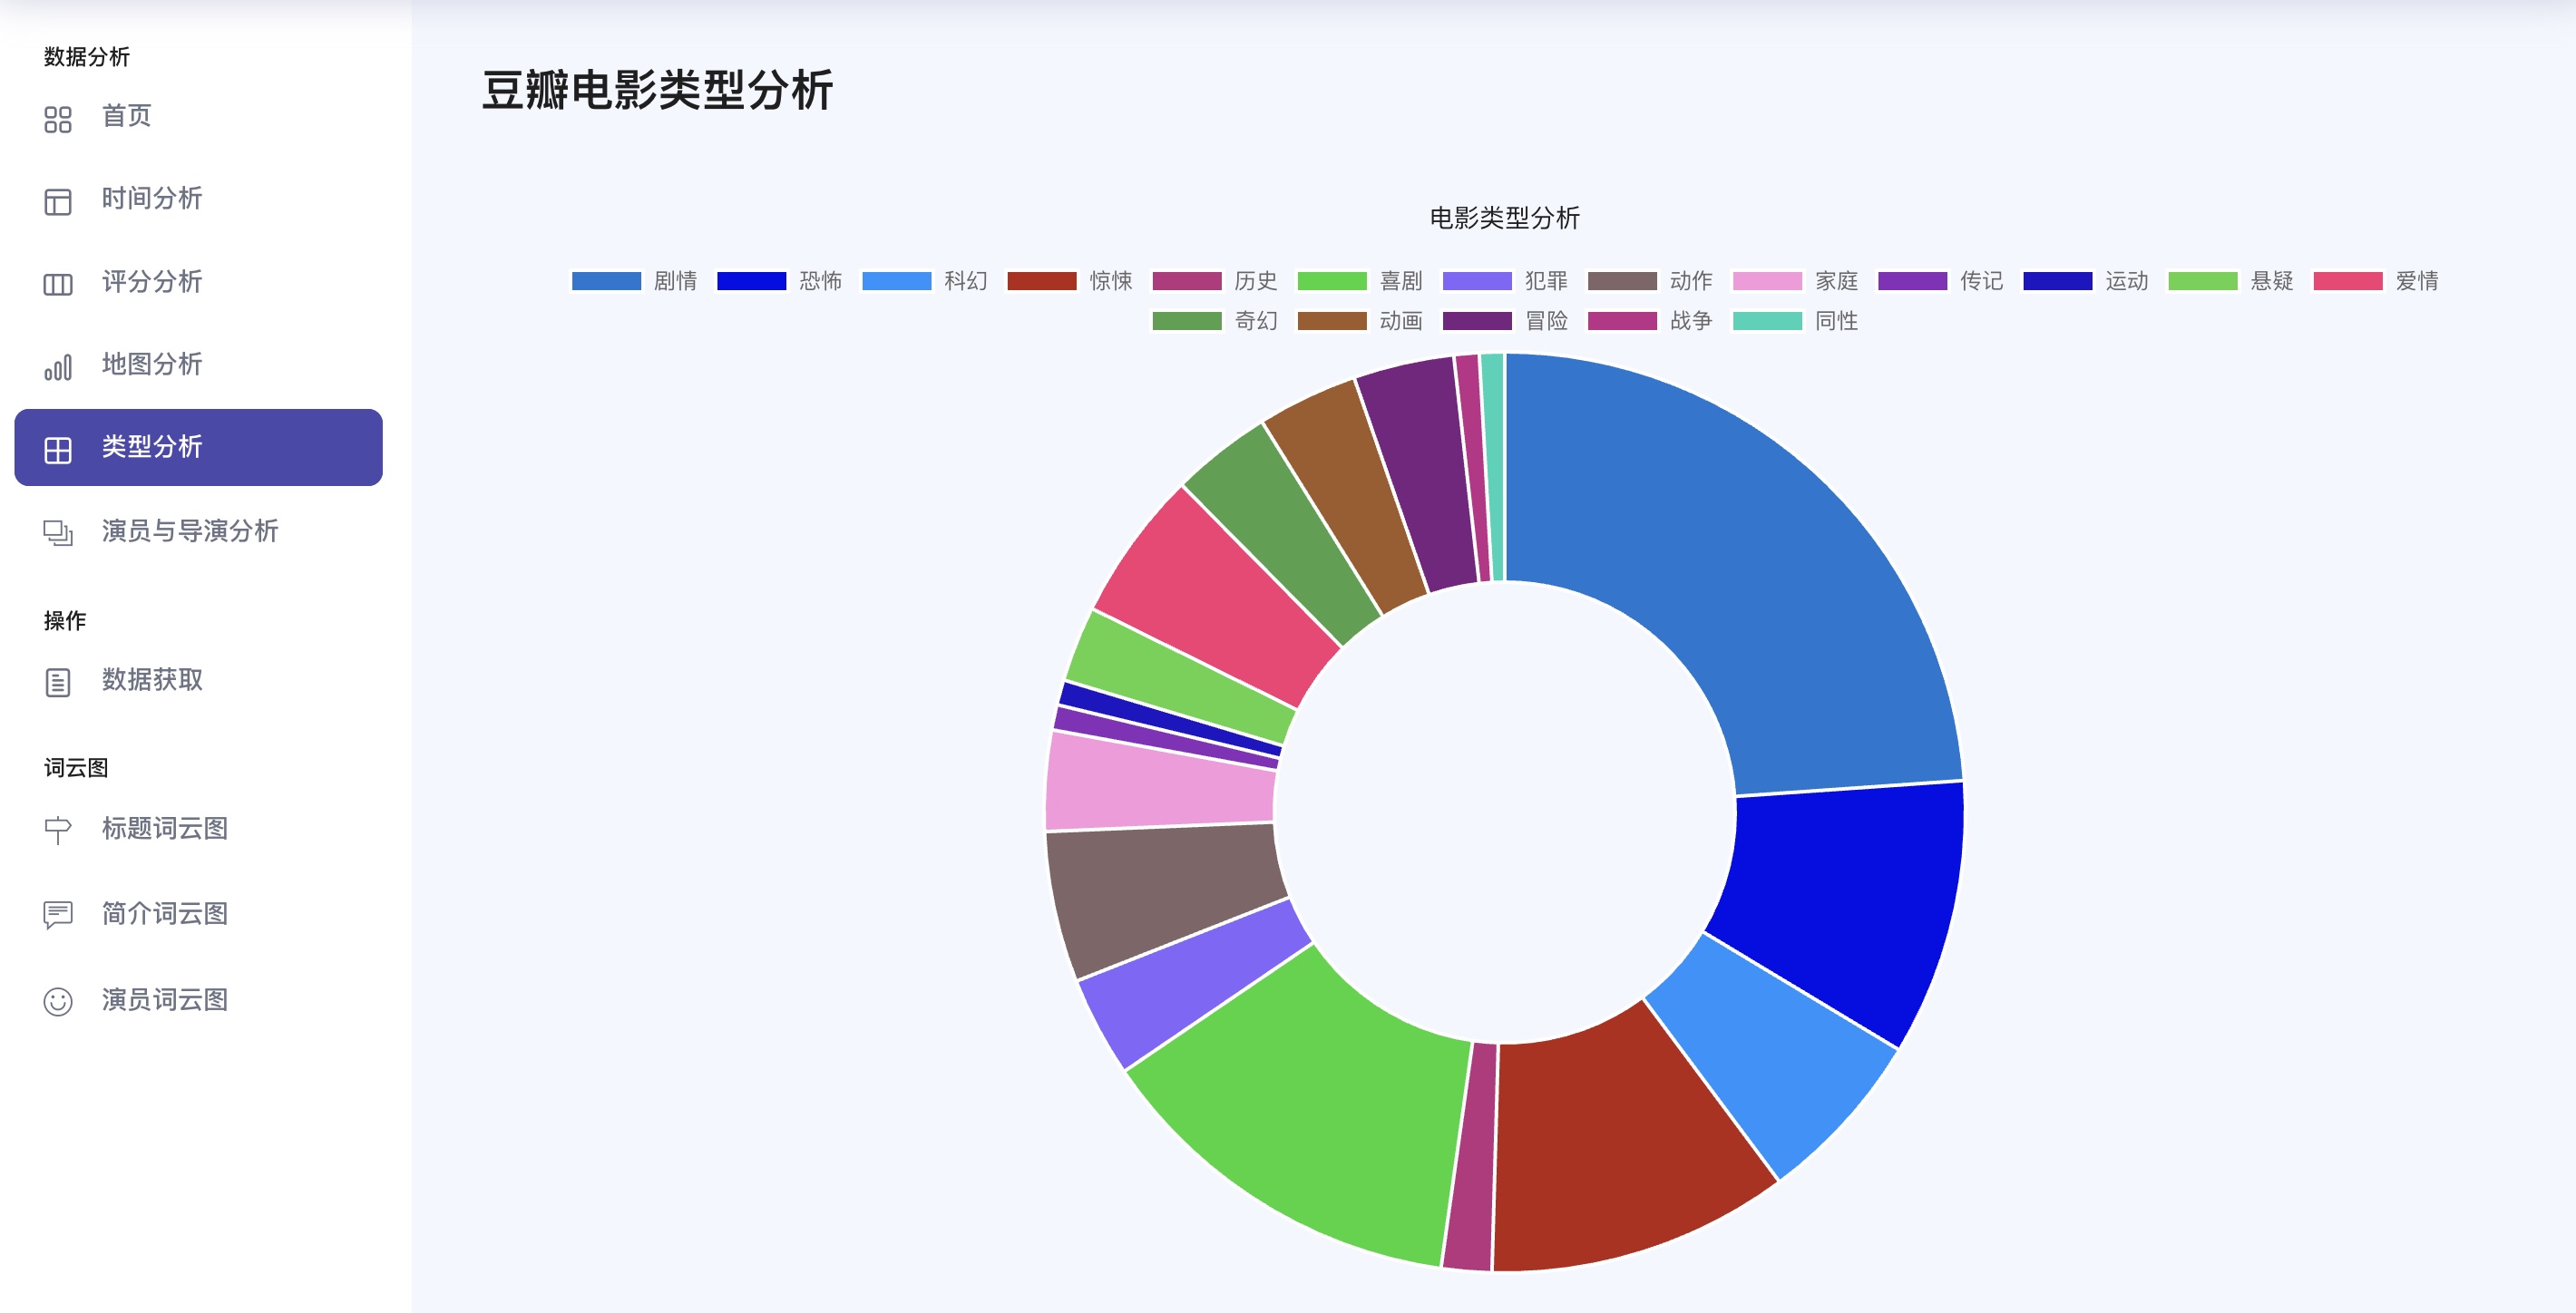 数据分析
首页
时间分析
评分分析
地图分析
类型分析
演员与导演分析
操作
数据获取
词云图
标题词云图
简介词云图
演员词云图
豆瓣电影类型分析
电影类型分析
剧情 恐怖 科幻 惊悚 历史 喜剧 犯罪 动作 家庭 传记 运动 悬疑 爱情
奇幻 动画 冒险 战争 同性